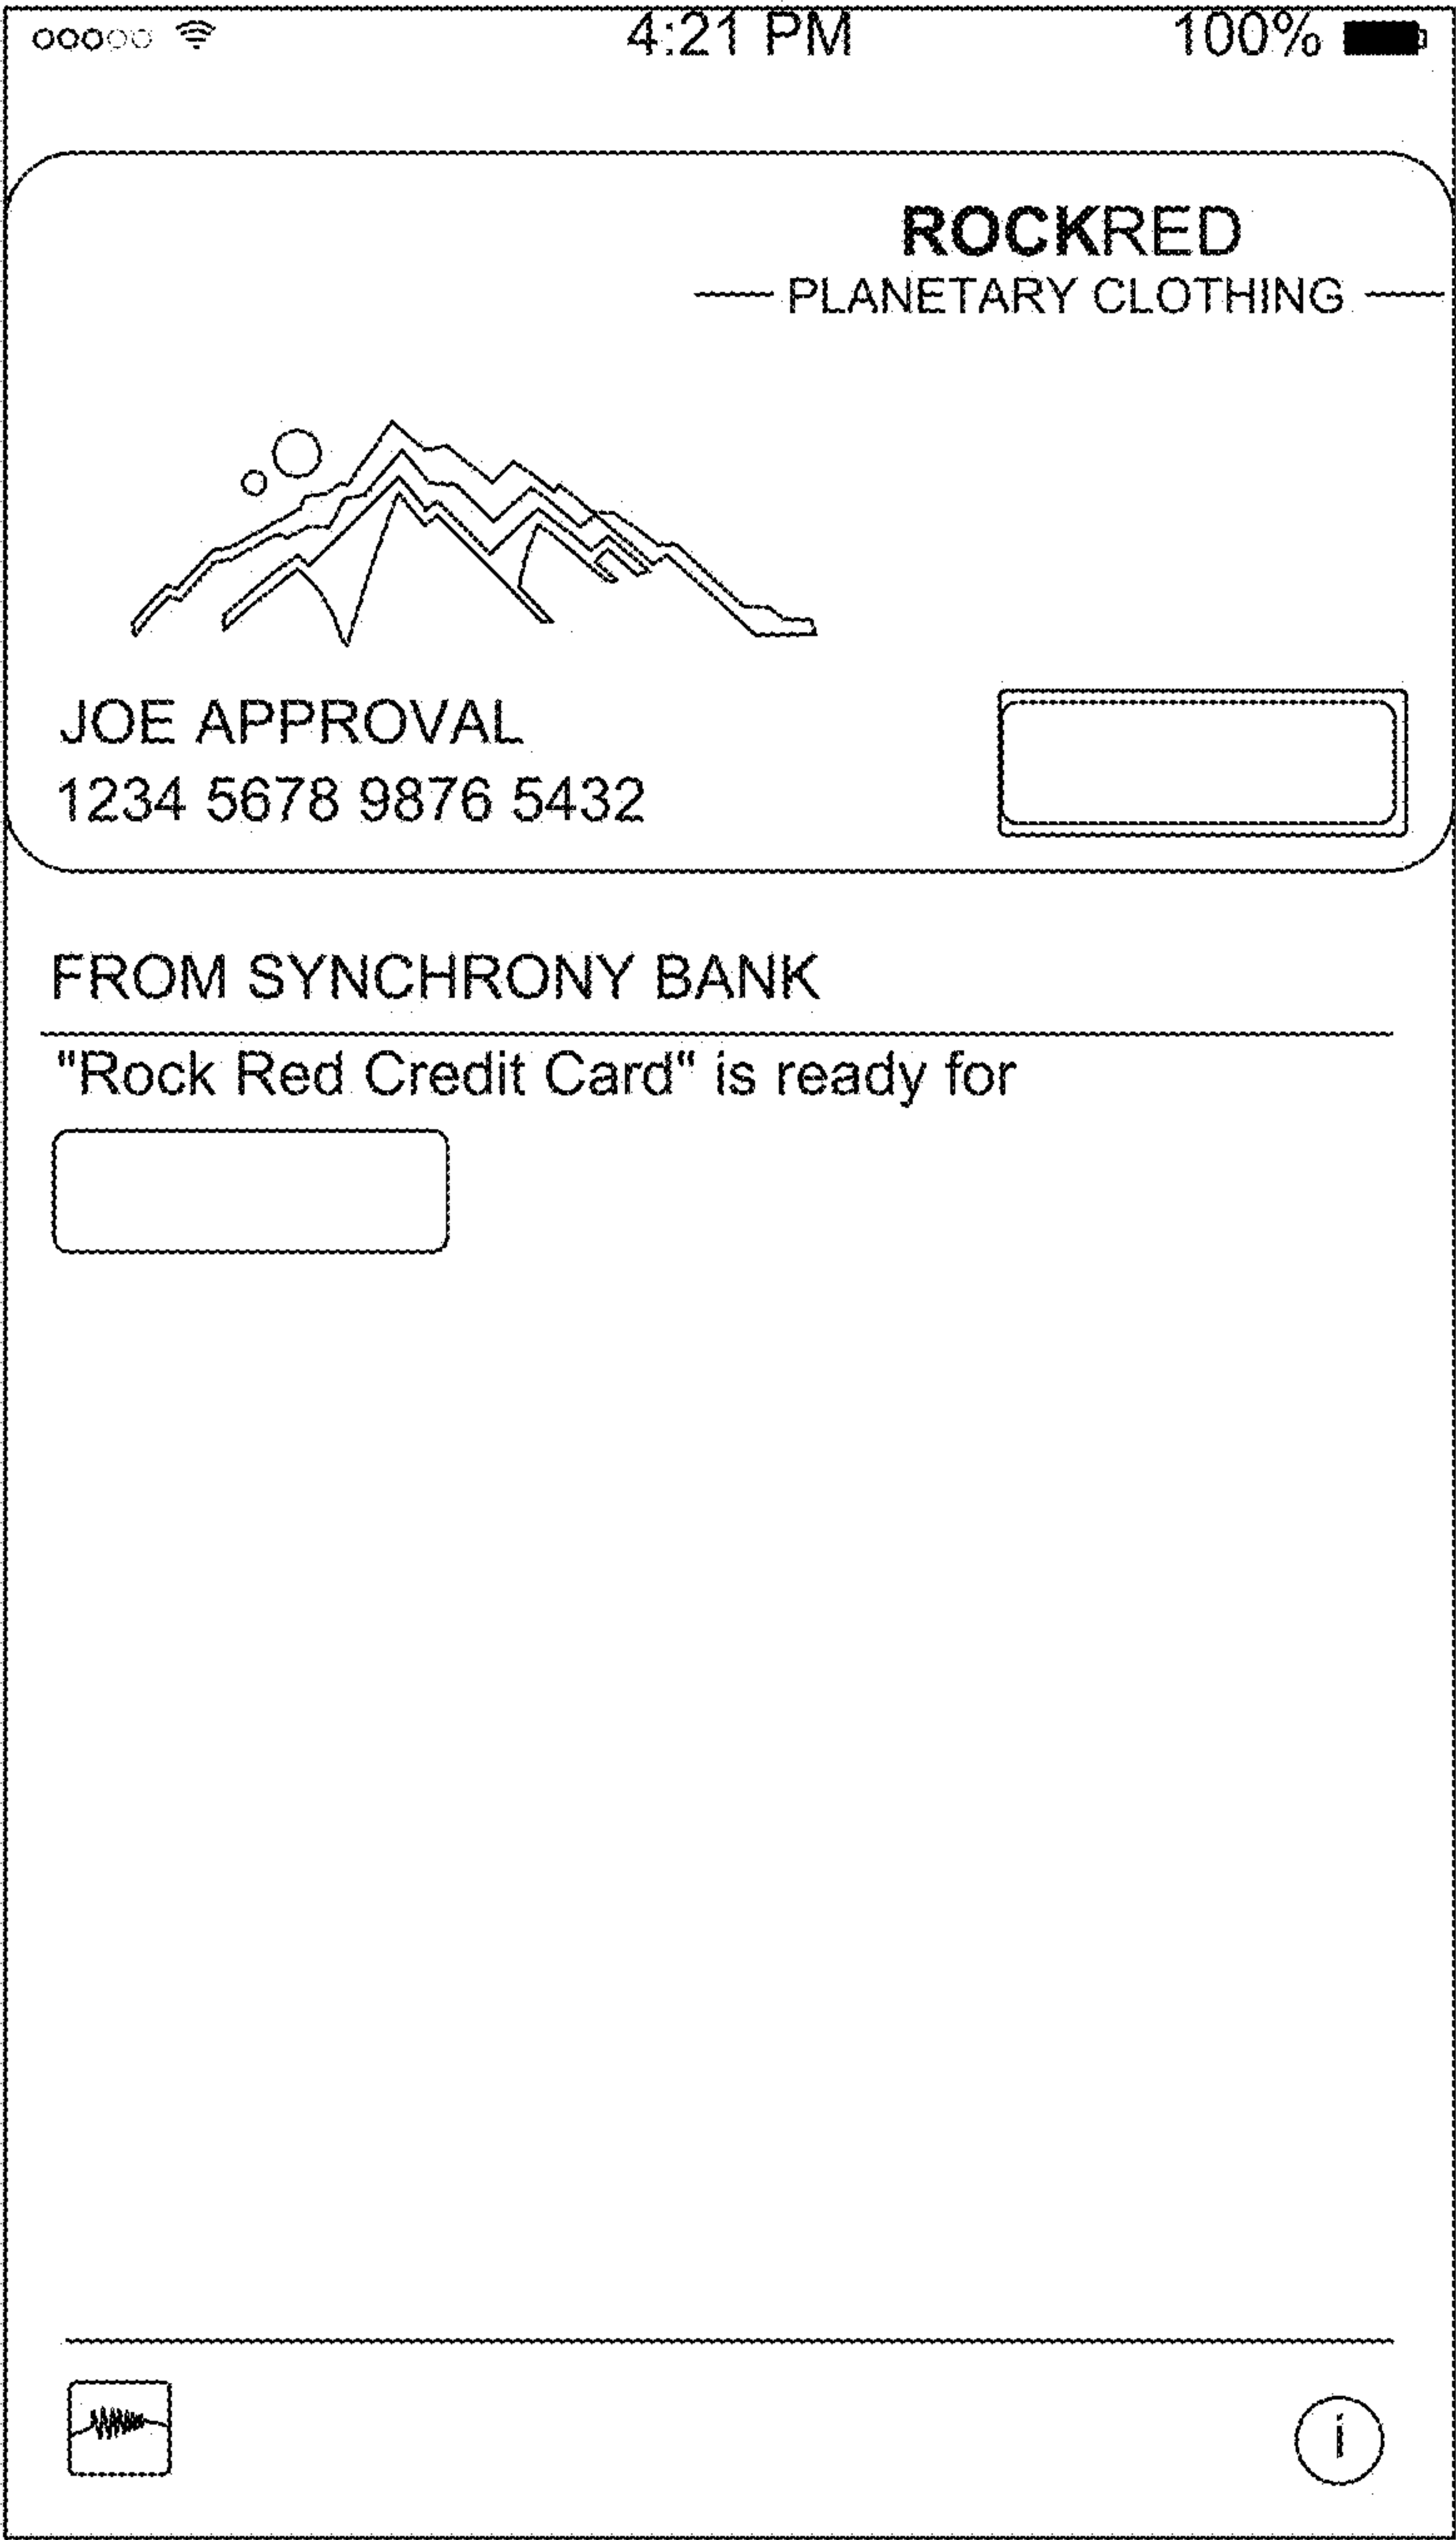 4:21 PM 100%
ROCKRED
PLANETARY CLOTHING
JOE APPROVAL
1234 5678 9876 5432
FROM SYNCHRONY BANK
"Rock Red Credit Card" is ready for
i